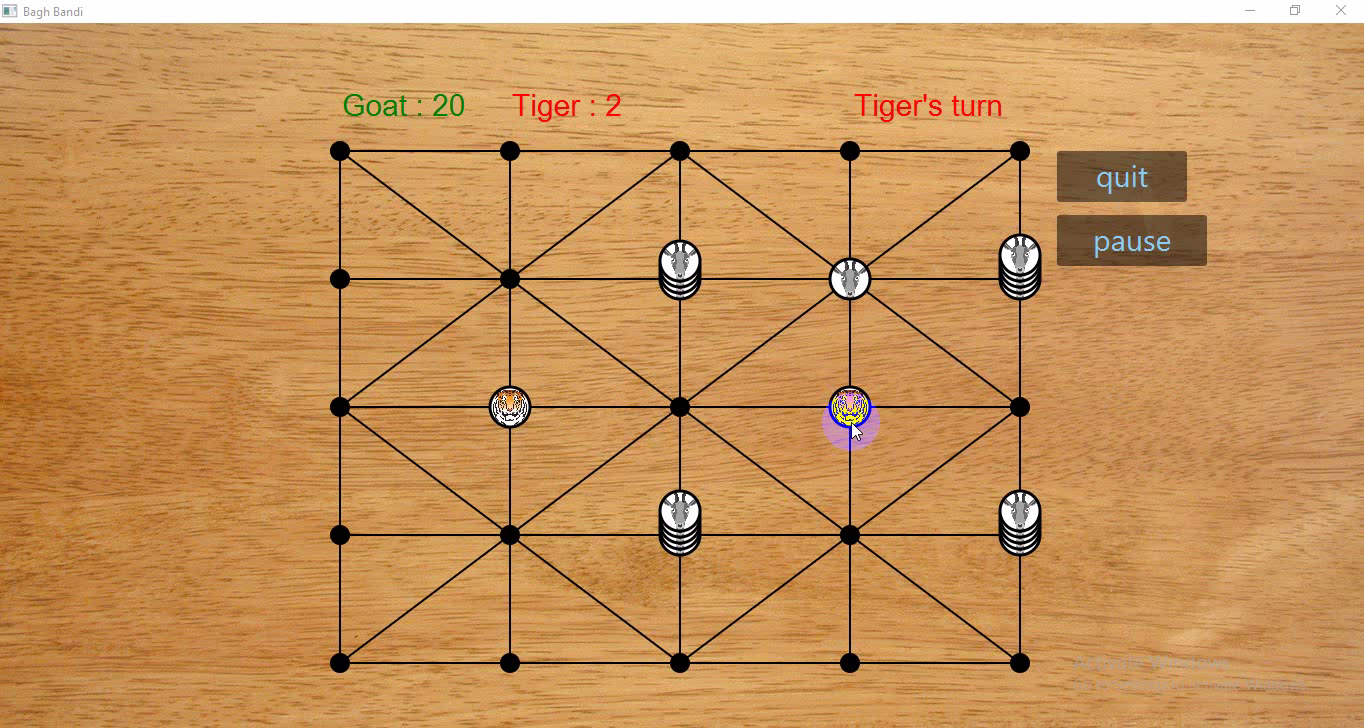 Bagh Bandi
Goat : 20
Tiger : 2
Tiger's turn
quit
pause